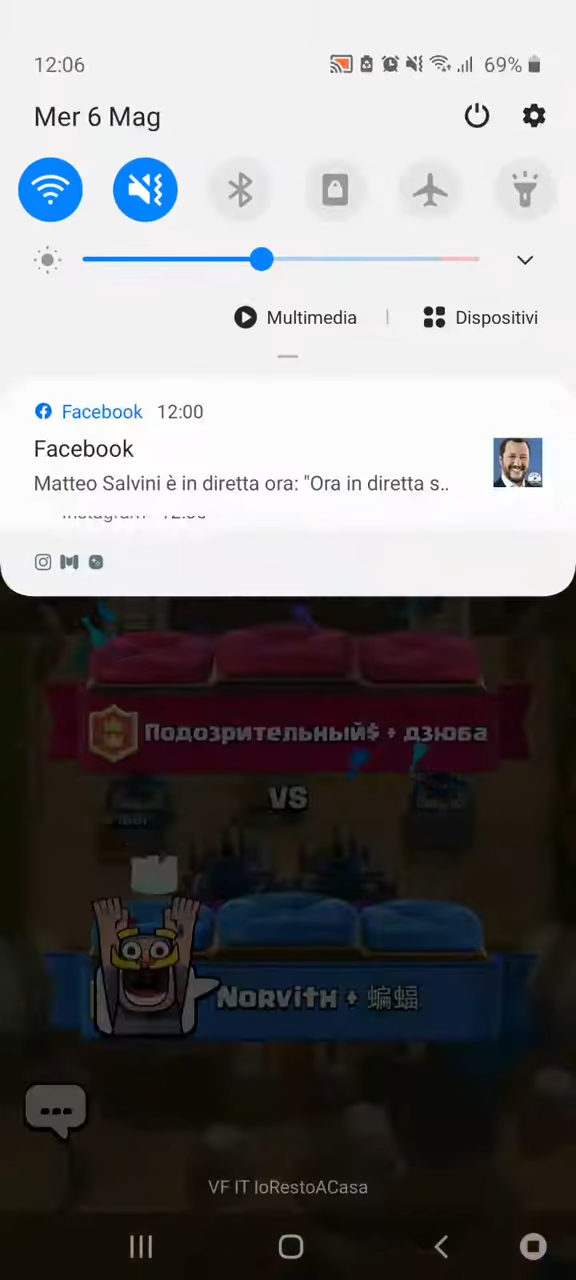 12:06
69%
Mer 6 Mag
Multimedia
Dispositivi
Facebook 12:00
Facebook
Matteo Salvini è in diretta ora: "Ora in diretta s..
Подозрительный$ + дзюба
VS
Norvith + 蝙蝠
VF IT IoRestoACasa